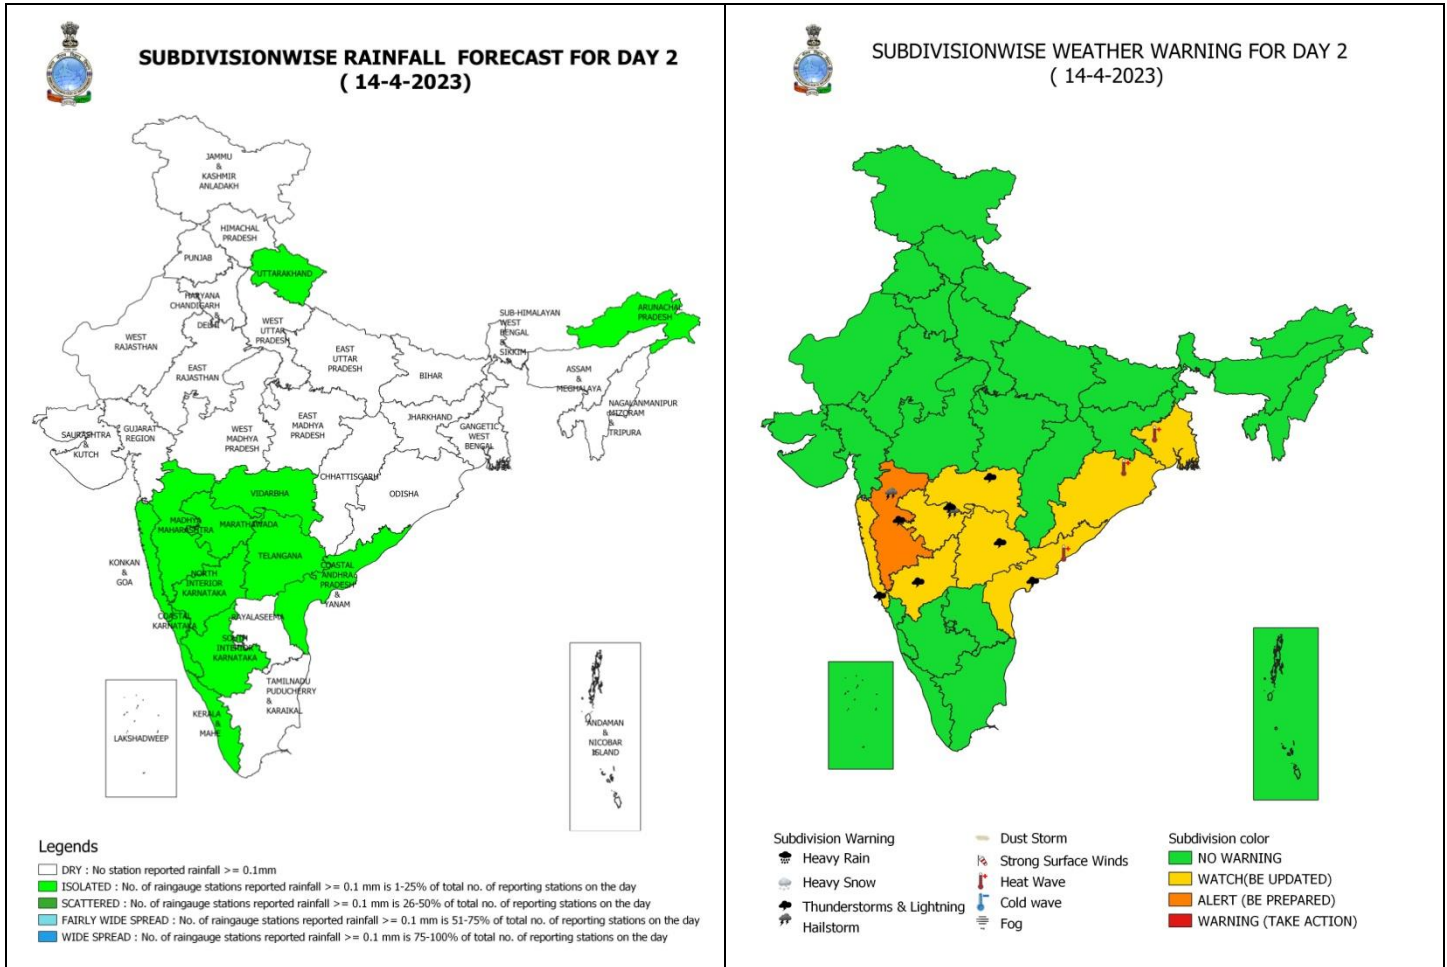 SUBDIVISIONWISE RAINFALL FORECAST FOR DAY 2
( 14-4-2023)
JAMMU
&
KASHMIR
ANLADAKH
HIMACHAL
PRADESH
PUNJAB
UTTARAKHAND
HARYANA
CHANDIGARH
&
DELHI
WEST
RAJASTHAN
WEST
UTTAR
PRADESH
EAST
UTTAR
PRADESH
EAST
RAJASTHAN
BIHAR
SUB-HIMALAYAN
WEST
BENGAL
&
SIKKIM
ARUNACHAL
PRADESH
ASSAM
&
MEGHALAYA
NAGALANMANIPUR
MIZORAM
&
TRIPURA
JHARKHAND
GANGETIC
WEST
BENGAL
EAST
MADHYA
PRADESH
WEST
MADHYA
PRADESH
GUJARAT
REGION
SAURASHTRA
&
KUTCH
CHHATTISGARH
ODISHA
VIDARBHA
MADHYA
MAHARASHTRA
MARATHAWADA
TELANGANA
KONKAN
&
GOA
NORTH
INTERIOR
KARNATAKA
COASTAL
ANDHRA
PRADESH
&
YANAM
COASTAL
KARNATAKA
RAYALASEEMA
SOUTH
INTERIOR
KARNATAKA
TAMILNADU
PUDUCHERRY
&
KARAIKAL
KERALA
&
MAHE
LAKSHADWEEP
ANDAMAN
&
NICOBAR
ISLAND
Legends
DRY : No station reported rainfall >= 0.1mm
ISOLATED : No. of raingauge stations reported rainfall >= 0.1 mm is 1-25% of total no. of reporting stations on the day
SCATTERED : No. of raingauge stations reported rainfall >= 0.1 mm is 26-50% of total no. of reporting stations on the day
FAIRLY WIDE SPREAD : No. of raingauge stations reported rainfall >= 0.1 mm is 51-75% of total no. of reporting stations on the day
WIDE SPREAD : No. of raingauge stations reported rainfall >= 0.1 mm is 75-100% of total no. of reporting stations on the day
SUBDIVISIONWISE WEATHER WARNING FOR DAY 2
( 14-4-2023)
Subdivision Warning
Heavy Rain
Heavy Snow
Thunderstorms & Lightning
Hailstorm
Dust Storm
Strong Surface Winds
Heat Wave
Cold wave
Fog
Subdivision color
NO WARNING
WATCH(BE UPDATED)
ALERT (BE PREPARED)
WARNING (TAKE ACTION)